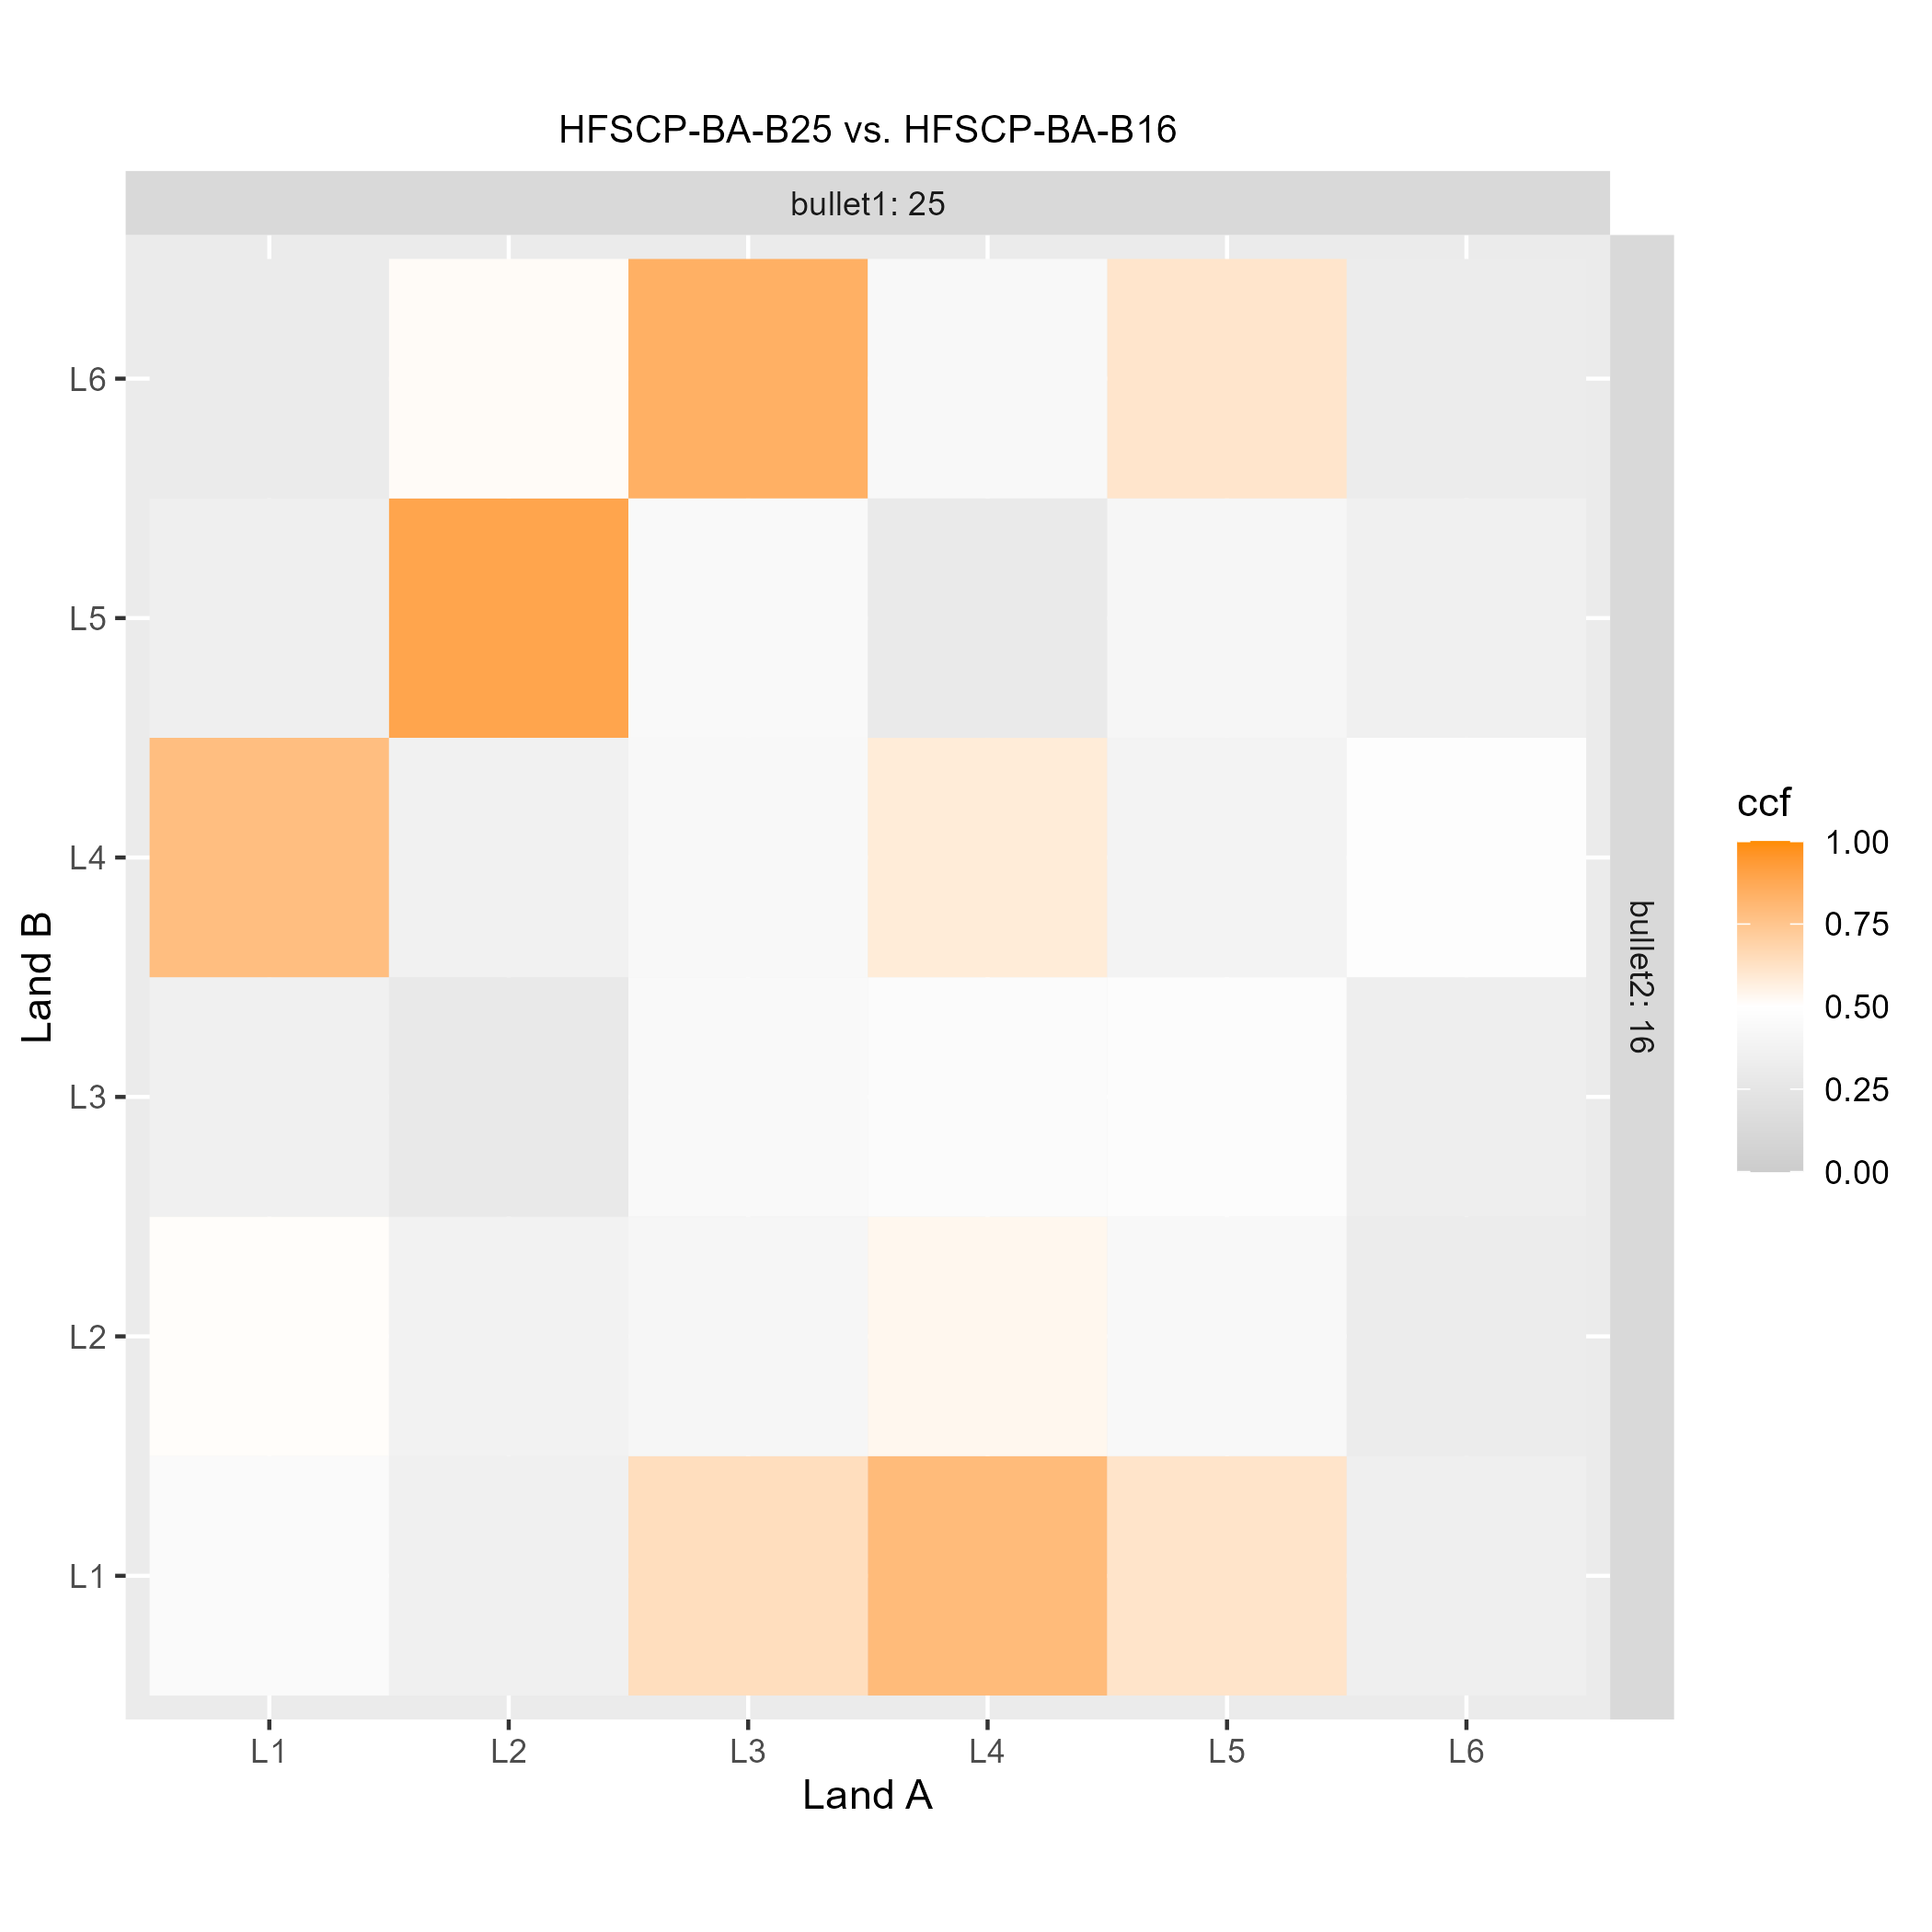 HFSCP-BA-B25 vs. HFSCP-BA-B16
bullet1: 25
L6
L5
L4
L3
L2
L1
Land B
L1 L2 L3 L4 L5 L6
Land A
bullet2: 16
ccf
1.00
0.75
0.50
0.25
0.00